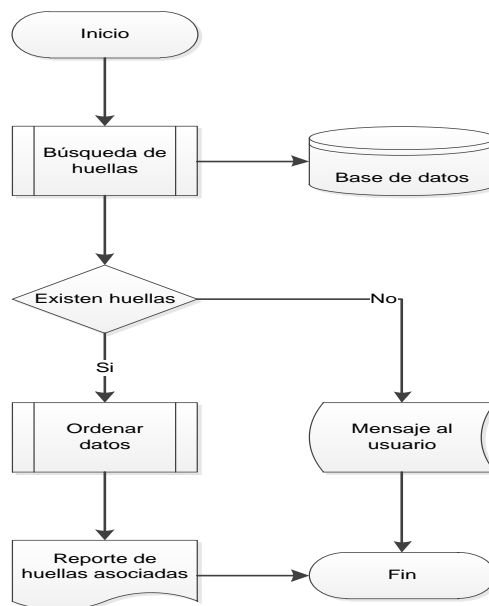 Inicio
Búsqueda de
huellas
Base de datos
Existen huellas
No
Si
Ordenar
datos
Mensaje al
usuario
Reporte de
huellas asociadas
Fin